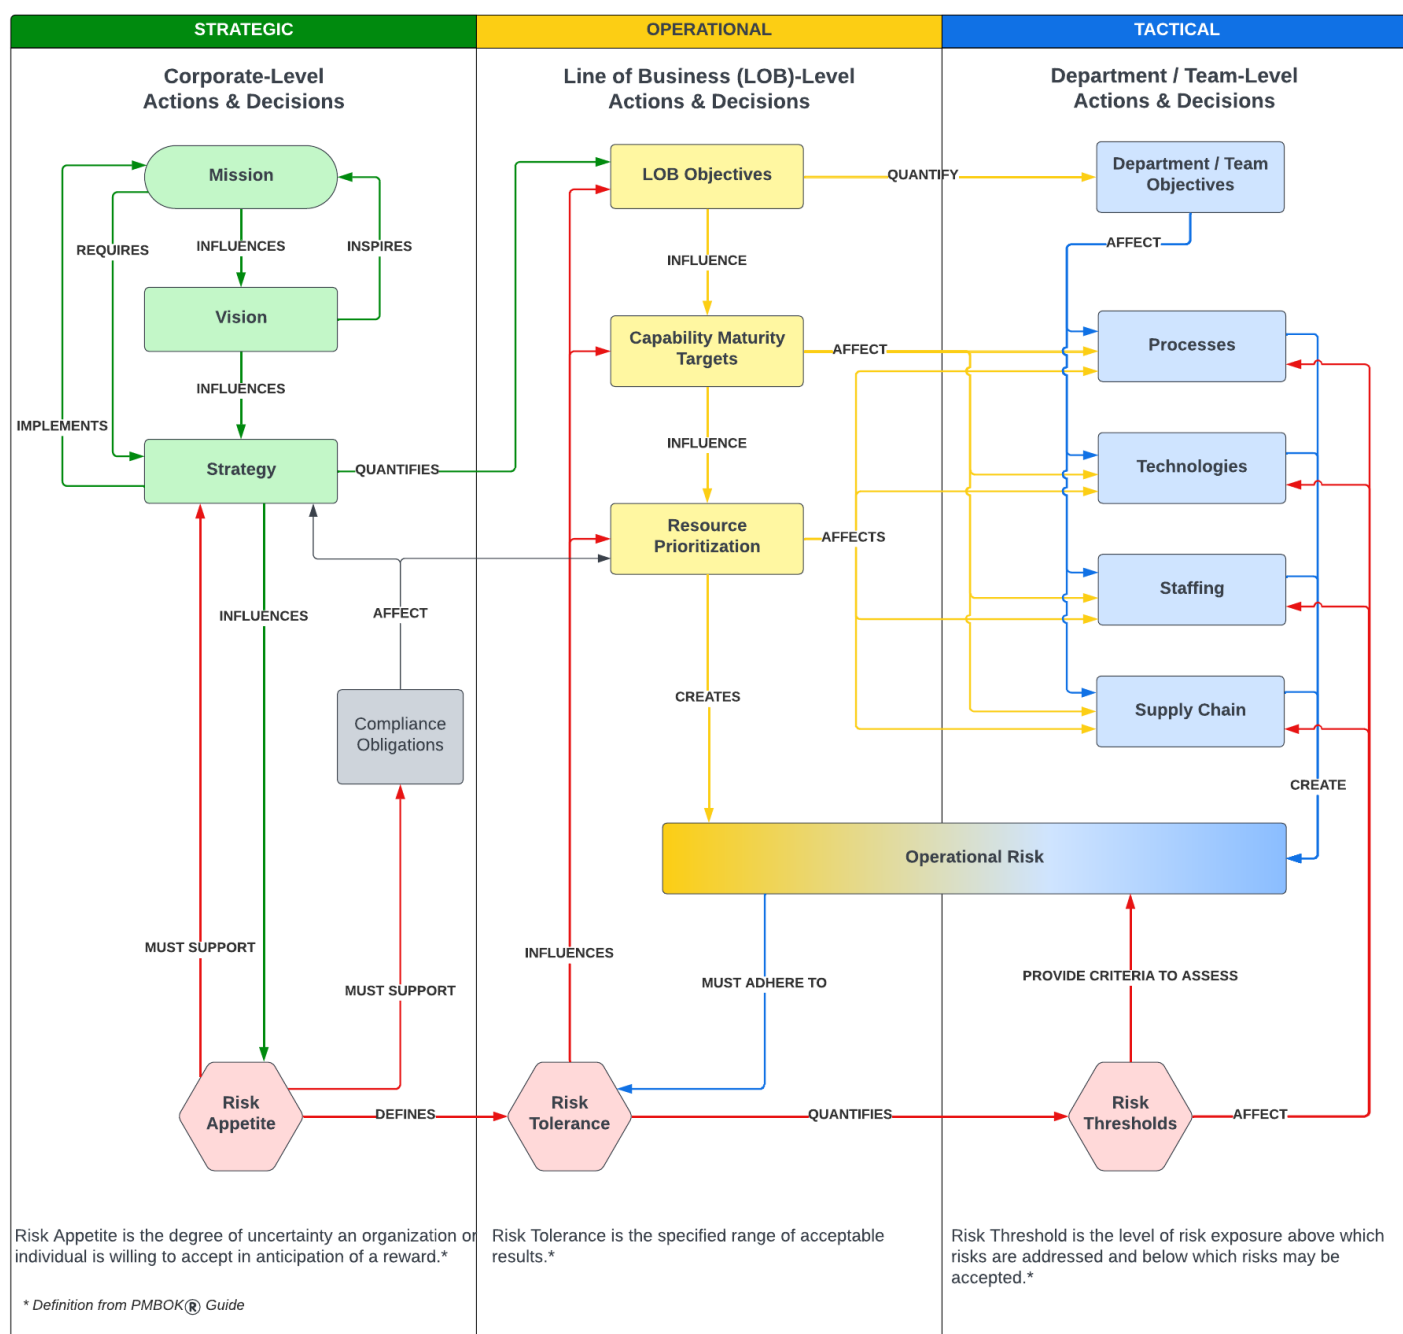 STRATEGIC
OPERATIONAL
TACTICAL
Corporate-Level
Actions & Decisions
Line of Business (LOB)-Level
Actions & Decisions
Department / Team-Level
Actions & Decisions
Mission
REQUIRES
INFLUENCES
INSPIRES
Vision
INFLUENCES
IMPLEMENTS
Strategy
QUANTIFIES
INFLUENCES
AFFECT
Compliance
Obligations
MUST SUPPORT
MUST SUPPORT
Risk
Appetite
DEFINES
LOB Objectives
QUANTIFY
INFLUENCE
Capability Maturity
Targets
AFFECT
INFLUENCE
Resource
Prioritization
AFFECTS
CREATES
Department / Team
Objectives
AFFECT
Processes
Technologies
Staffing
Supply Chain
CREATE
Operational Risk
INFLUENCES
MUST ADHERE TO
PROVIDE CRITERIA TO ASSESS
Risk
Tolerance
QUANTIFIES
Risk
Thresholds
AFFECT
Risk Appetite is the degree of uncertainty an organization or
individual is willing to accept in anticipation of a reward.*
Risk Tolerance is the specified range of acceptable
results.*
Risk Threshold is the level of risk exposure above which
risks are addressed and below which risks may be
accepted.*
* Definition from PMBOK® Guide